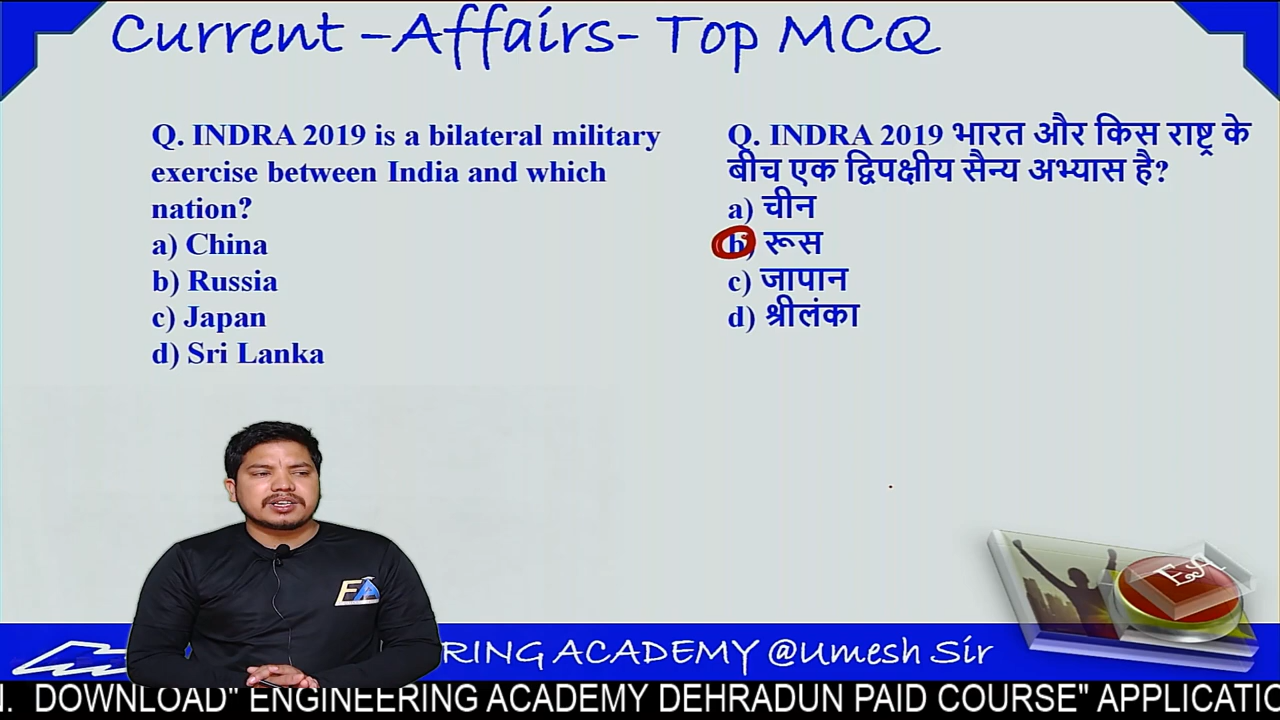 Current -Affairs- Top MCQ
Q. INDRA 2019 is a bilateral military
exercise between India and which
nation?
a) China
b) Russia
c) Japan
d) Sri Lanka
Q. INDRA 2019 भारत और किस राष्ट्र के
बीच एक द्विपक्षीय सैन्य अभ्यास है?
a) चीन
b) रूस
c) जापान
d) श्रीलंका
EA
EA
RING ACADEMY @Umesh Sir
N. DOWNLOAD" ENGINEERING ACADEMY DEHRADUN PAID COURSE" APPLICATIO